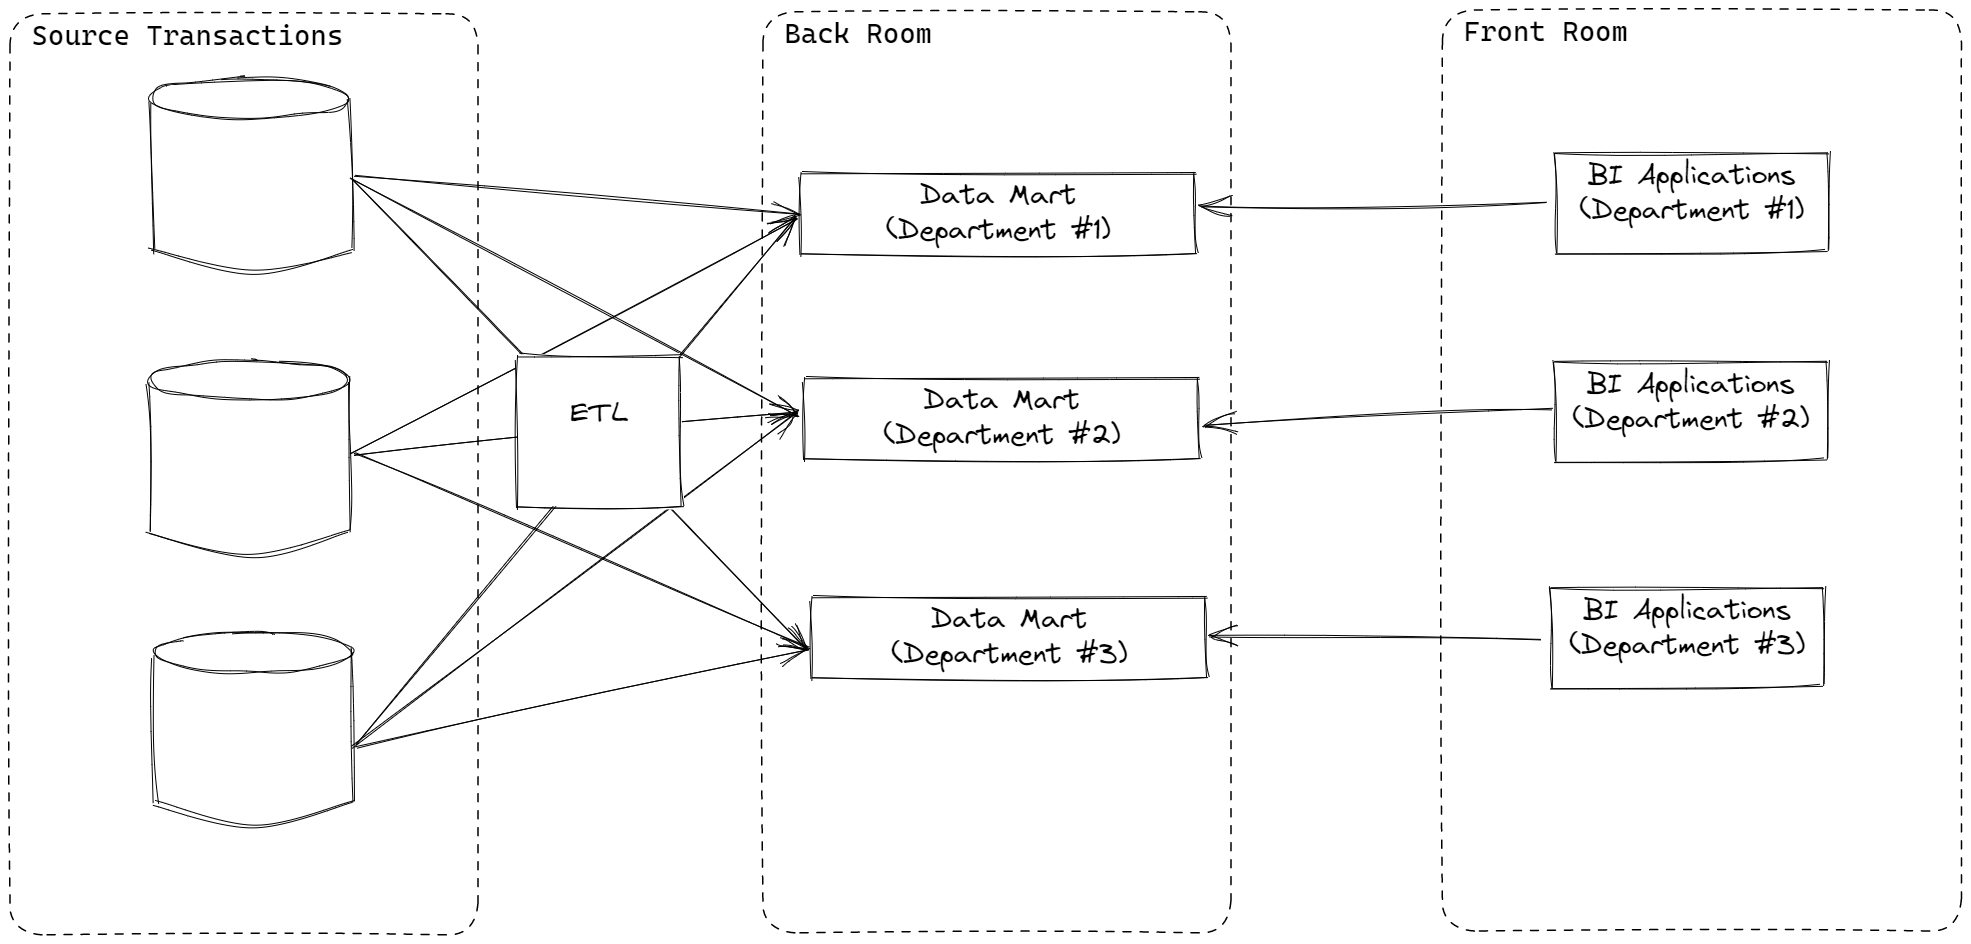 Source Transactions
Back Room
Front Room
Data Mart
(Department #1)
BI Applications
(Department #1)
ETL
Data Mart
(Department #2)
BI Applications
(Department #2)
Data Mart
(Department #3)
BI Applications
(Department #3)